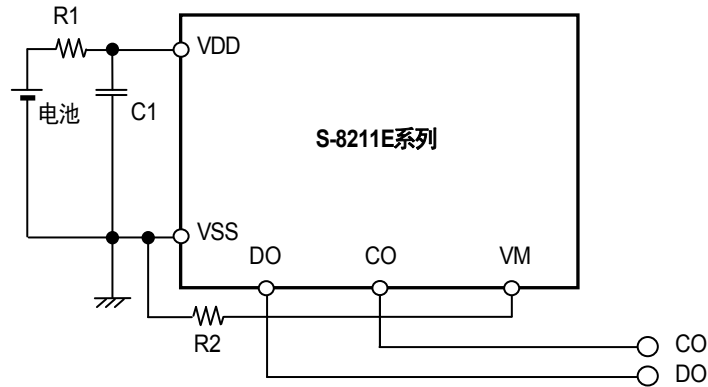 R1
VDD
电池
C1
S-8211E系列
VSS
DO
CO
VM
R2
CO
DO